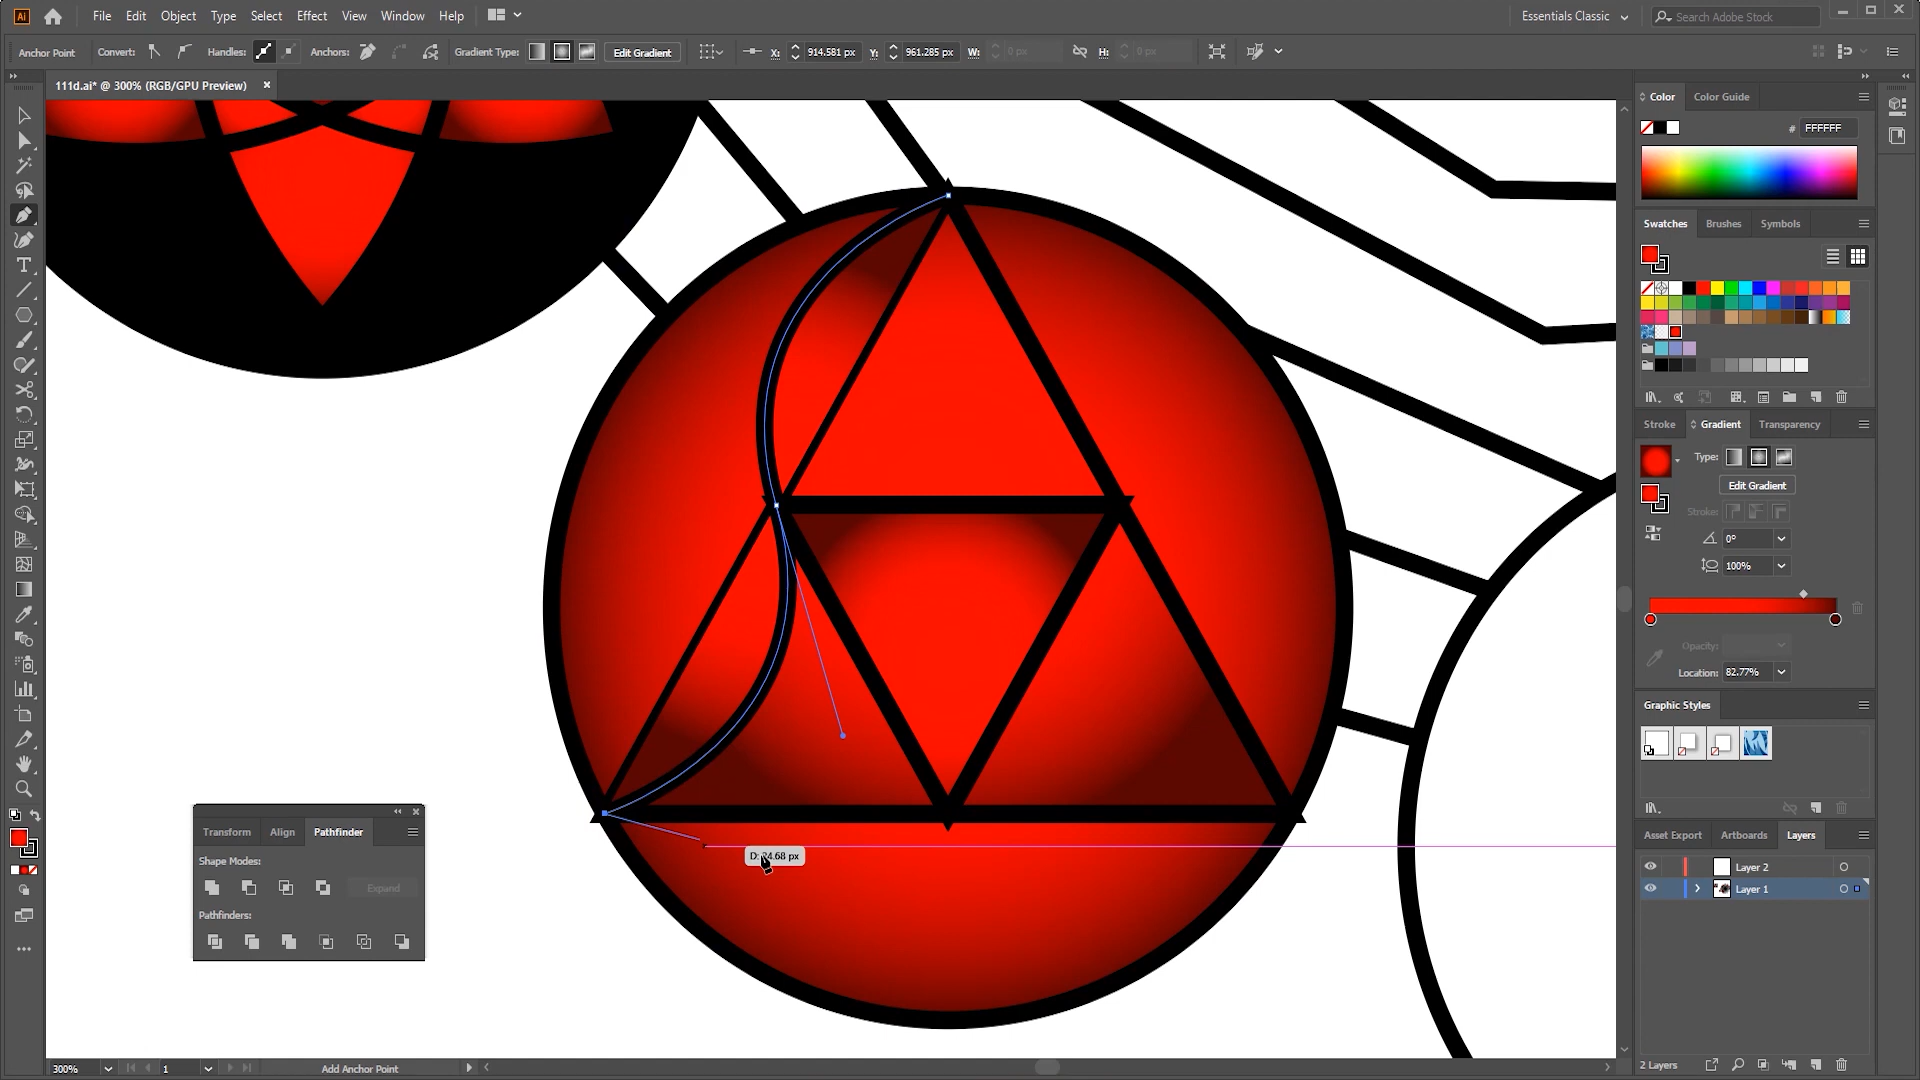 Ai File Edit Object Type Select Effect View Window Help Essentials Classic Search Adobe Stock
Anchor Point Convert: Handles: Anchors: Gradient Type: Edit Gradient X: 914.581 px Y: 961.285 px W: 0 px H: 0 px
111d.ai* @ 300% (RGB/GPU Preview) ×
Color Color Guide
# FFFFFF
Swatches Brushes Symbols
Stroke Gradient Transparency
Type:
Edit Gradient
Stroke:
0°
100%
Opacity:
Location: 82.77%
Graphic Styles
Asset Export Artboards Layers
Layer 2
Layer 1
2 Layers
Transform Align Pathfinder
Shape Modes:
Expand
Pathfinders:
300% 1 Add Anchor Point